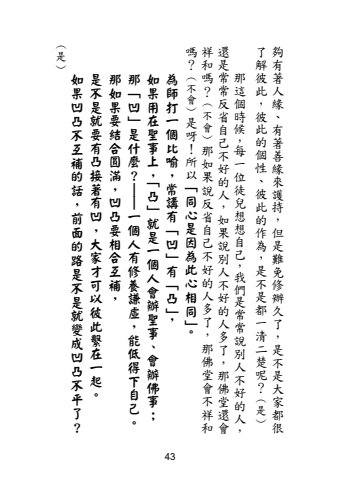 夠有著人緣、有著善緣來護持，但是難免修辦久了，是不是大家都很
了解彼此，彼此的個性、彼此的作為，是不是都一清二楚呢？（是）
那這個時候，每一位徒兒想想自己，我們是常常說別人不好的人，
還是常常反省自己不好的人，如果說別人不好的人多了，那佛堂還會
祥和嗎？（不會）那如果說反省自己不好的人多了，那佛堂會不祥和
嗎？（不會）是呀！所以「同心是因為此心相同」。
為師打一個比喻，常講有「凹」有「凸」，
如果用在聖事上，「凸」就是一個人會辦聖事、會辦佛事；
那「凹」是什麼？──一個人有修養謙虛，能低得下自己。
那如果要結合圓滿，凹凸要相合互補，
是不是就要有凸接著有凹，大家才可以彼此繫在一起。
如果凹凸不互補的話，前面的路是不是就變成凹凸不平了？
（是）
43